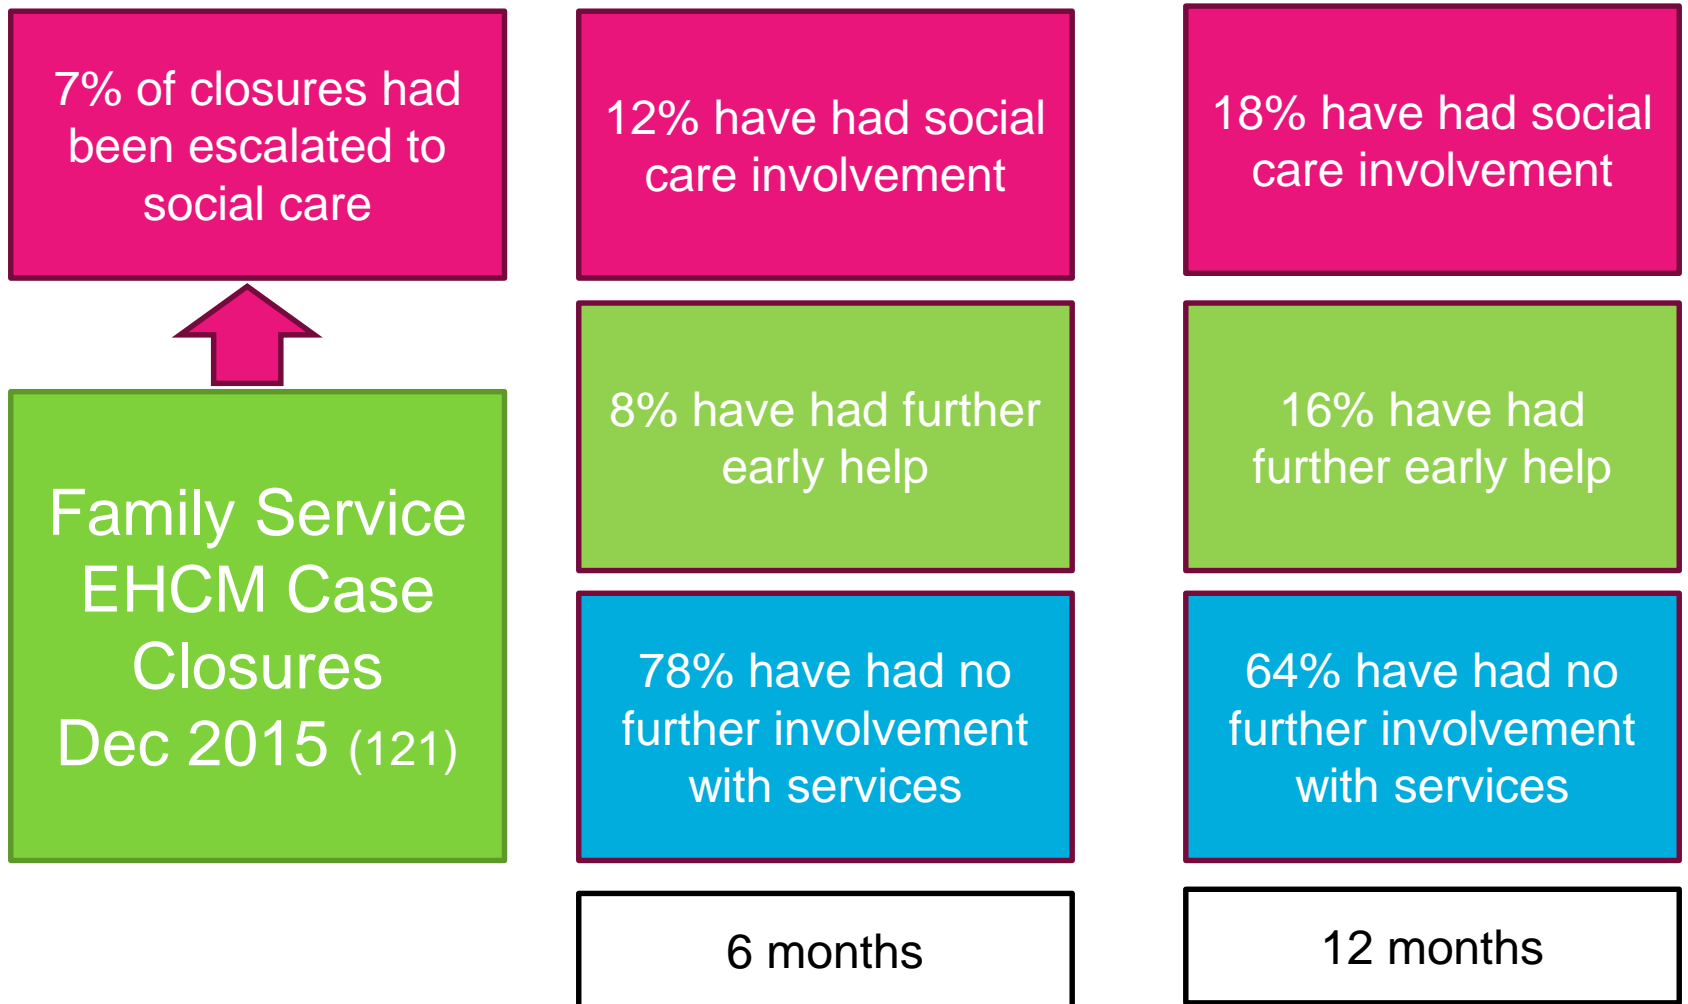 7% of closures had
been escalated to
social care
Family Service
EHCM Case
Closures
Dec 2015 (121)
12% have had social
care involvement
8% have had further
early help
78% have had no
further involvement
with services
6 months
18% have had social
care involvement
16% have had
further early help
64% have had no
further involvement
with services
12 months